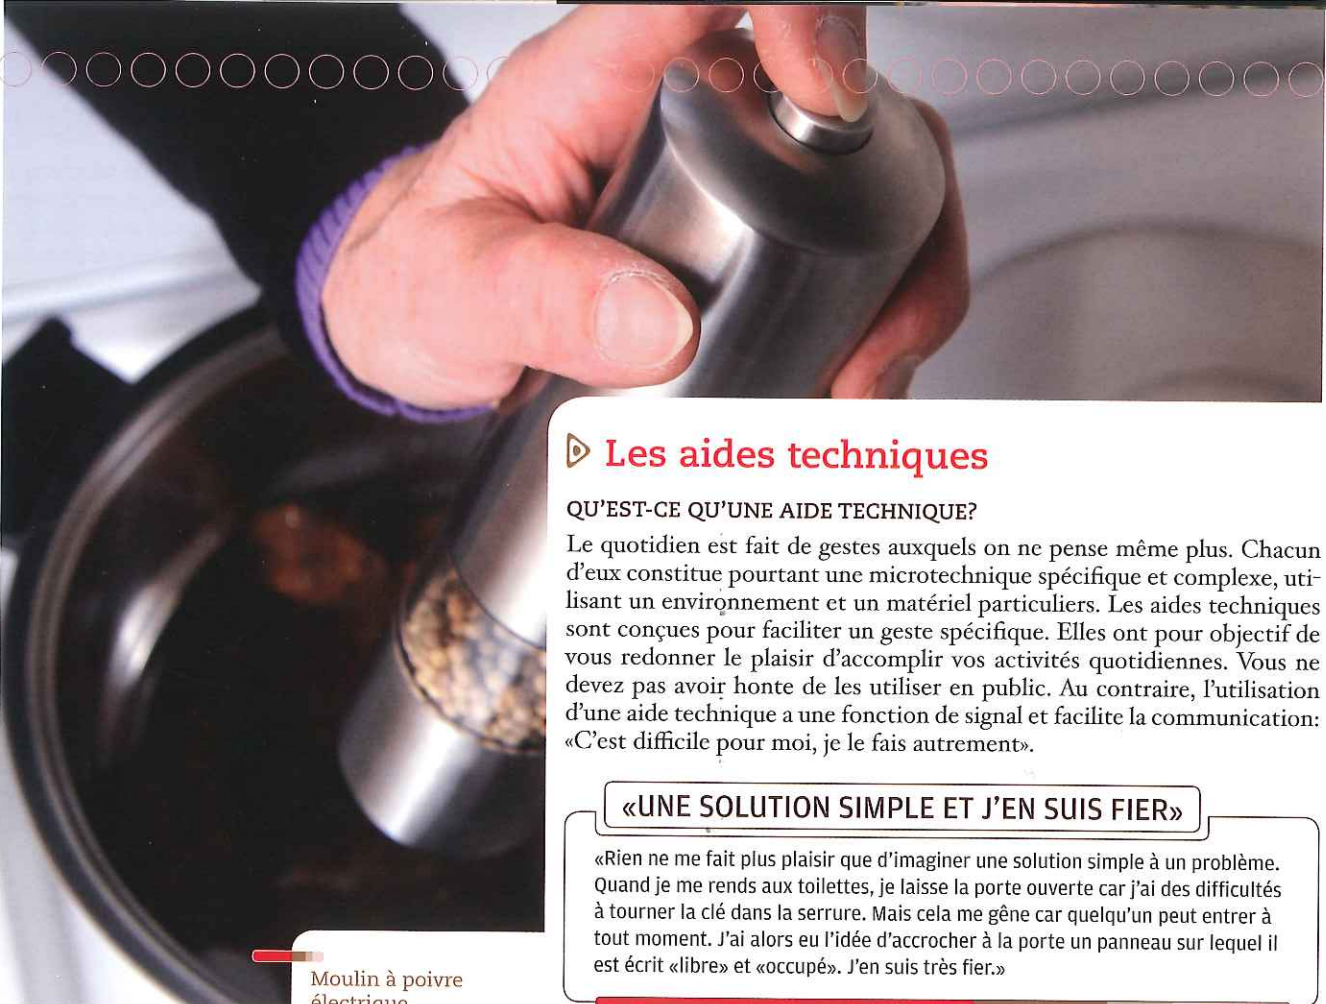 Les aides techniques
QU'EST-CE QU'UNE AIDE TECHNIQUE?
Le quotidien est fait de gestes auxquels on ne pense même plus. Chacun
d'eux constitue pourtant une microtechnique spécifique et complexe, uti-
lisant un environnement et un matériel particuliers. Les aides techniques
sont conçues pour faciliter un geste spécifique. Elles ont pour objectif de
vous redonner le plaisir d'accomplir vos activités quotidiennes. Vous ne
devez pas avoir honte de les utiliser en public. Au contraire, l'utilisation
d'une aide technique a une fonction de signal et facilite la communication:
«C'est difficile pour moi, je le fais autrement».
«UNE SOLUTION SIMPLE ET J'EN SUIS FIER»
«Rien ne me fait plus plaisir que d'imaginer une solution simple à un problème.
Quand je me rends aux toilettes, je laisse la porte ouverte car j'ai des difficultés
à tourner la clé dans la serrure. Mais cela me gêne car quelqu'un peut entrer à
tout moment. J'ai alors eu l'idée d'accrocher à la porte un panneau sur lequel il
est écrit «libre» et «occupé». J'en suis très fier.»
Moulin à poivre
électrique